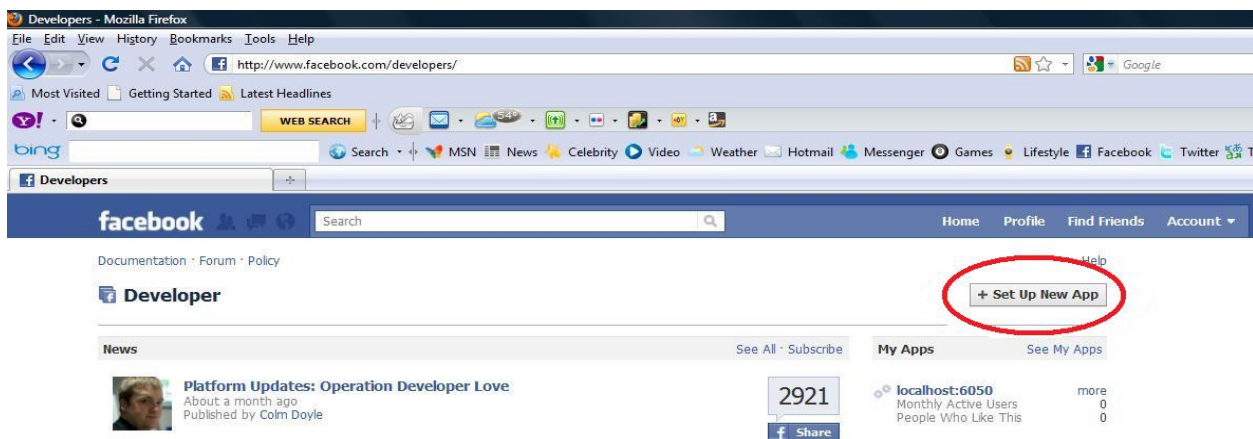 Developers - Mozilla Firefox
File Edit View History Bookmarks Tools Help
http://www.facebook.com/developers/
Google
Most Visited Getting Started Latest Headlines
Y! WEB SEARCH 54° a
bing Search MSN News Celebrity Video Weather Hotmail Messenger Games Lifestyle Facebook Twitter
Developers
facebook Search Home Profile Find Friends Account
Documentation · Forum · Policy Help
Developer + Set Up New App
News See All · Subscribe My Apps See My Apps
Platform Updates: Operation Developer Love 2921 localhost:6050 more
About a month ago Monthly Active Users 0
Published by Colm Doyle People Who Like This 0
f Share